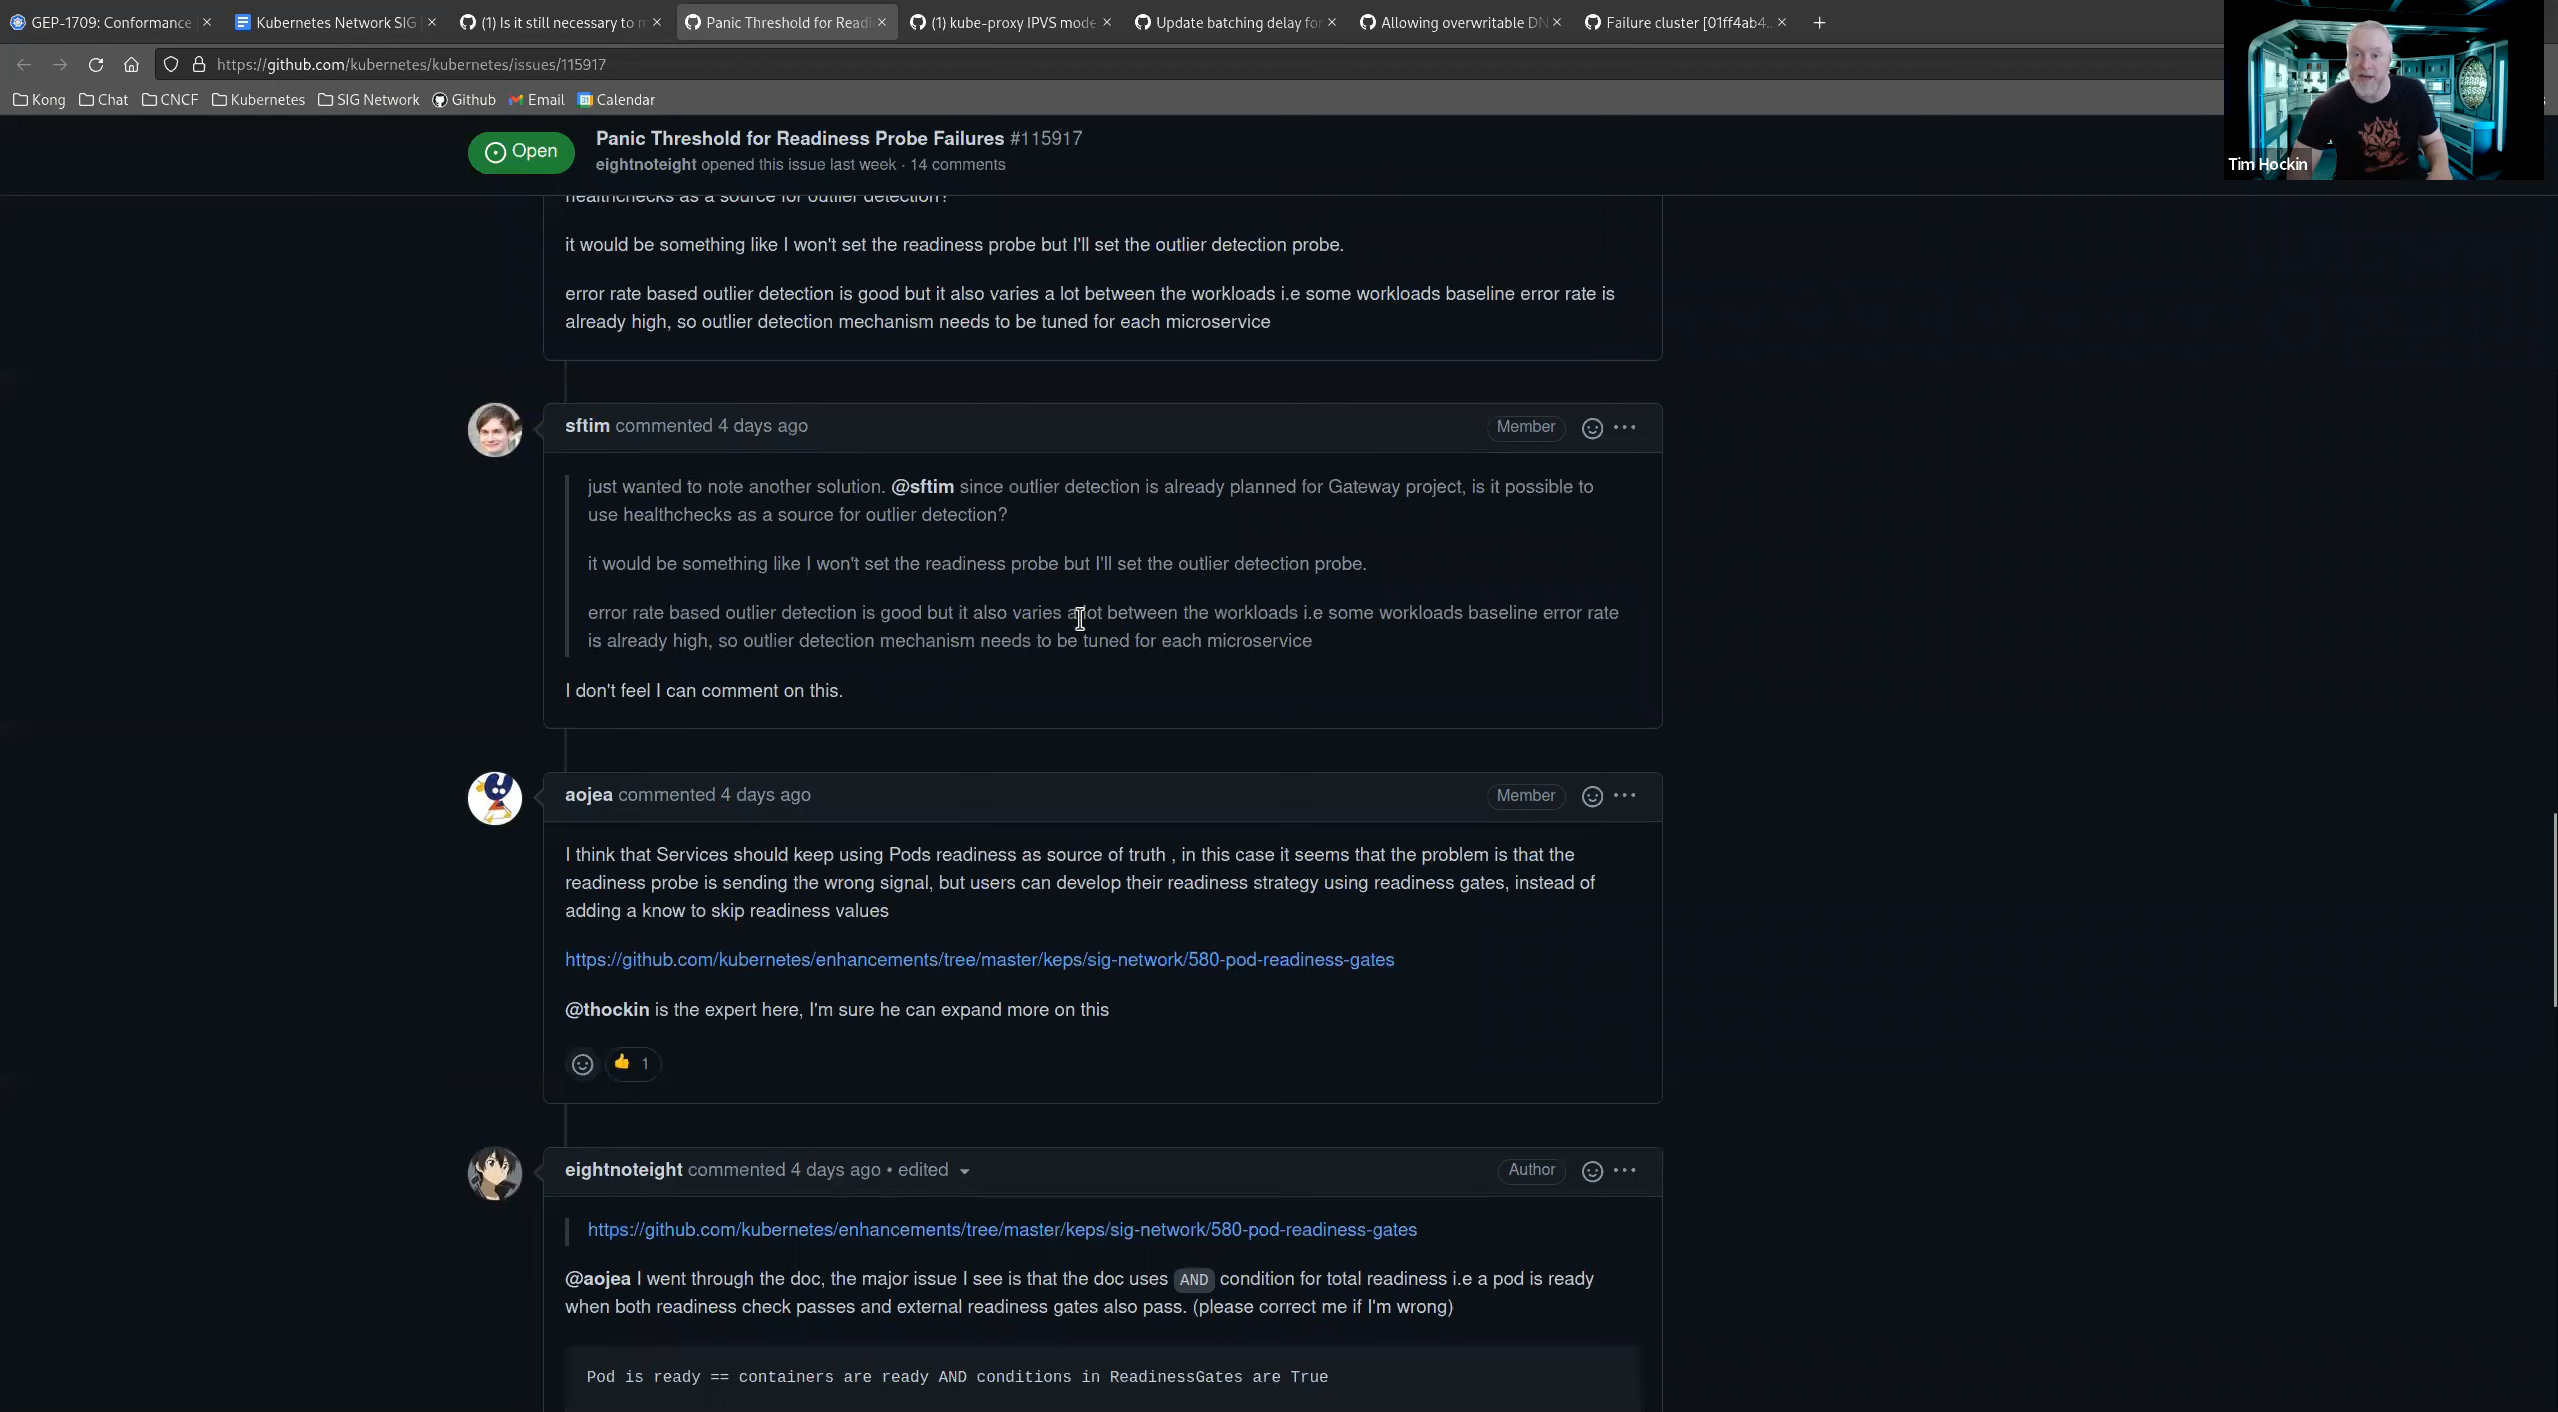 GEP-1709: Conformance
Kubernetes Network SIG
(1) Is it still necessary to m
Panic Threshold for Readi
(1) kube-proxy IPVS mode
Update batching delay for
Allowing overwritable DN
Failure cluster [01ff4ab4..
https://github.com/kubernetes/kubernetes/issues/115917
Kong
Chat
CNCF
Kubernetes
SIG Network
Github
Email
Calendar
Tim Hockin
Open
Panic Threshold for Readiness Probe Failures #115917
eightnoteight opened this issue last week · 14 comments
healthchecks as a source for outlier detection?
it would be something like I won't set the readiness probe but I'll set the outlier detection probe.
error rate based outlier detection is good but it also varies a lot between the workloads i.e some workloads baseline error rate is
already high, so outlier detection mechanism needs to be tuned for each microservice
sftim commented 4 days ago
Member
just wanted to note another solution. @sftim since outlier detection is already planned for Gateway project, is it possible to
use healthchecks as a source for outlier detection?
it would be something like I won't set the readiness probe but I'll set the outlier detection probe.
error rate based outlier detection is good but it also varies a lot between the workloads i.e some workloads baseline error rate
is already high, so outlier detection mechanism needs to be tuned for each microservice
I don't feel I can comment on this.
aojea commented 4 days ago
Member
I think that Services should keep using Pods readiness as source of truth , in this case it seems that the problem is that the
readiness probe is sending the wrong signal, but users can develop their readiness strategy using readiness gates, instead of
adding a know to skip readiness values
https://github.com/kubernetes/enhancements/tree/master/keps/sig-network/580-pod-readiness-gates
@thockin is the expert here, I'm sure he can expand more on this
👍 1
eightnoteight commented 4 days ago • edited
Author
https://github.com/kubernetes/enhancements/tree/master/keps/sig-network/580-pod-readiness-gates
@aojea I went through the doc, the major issue I see is that the doc uses AND condition for total readiness i.e a pod is ready
when both readiness check passes and external readiness gates also pass. (please correct me if I'm wrong)
Pod is ready == containers are ready AND conditions in ReadinessGates are True